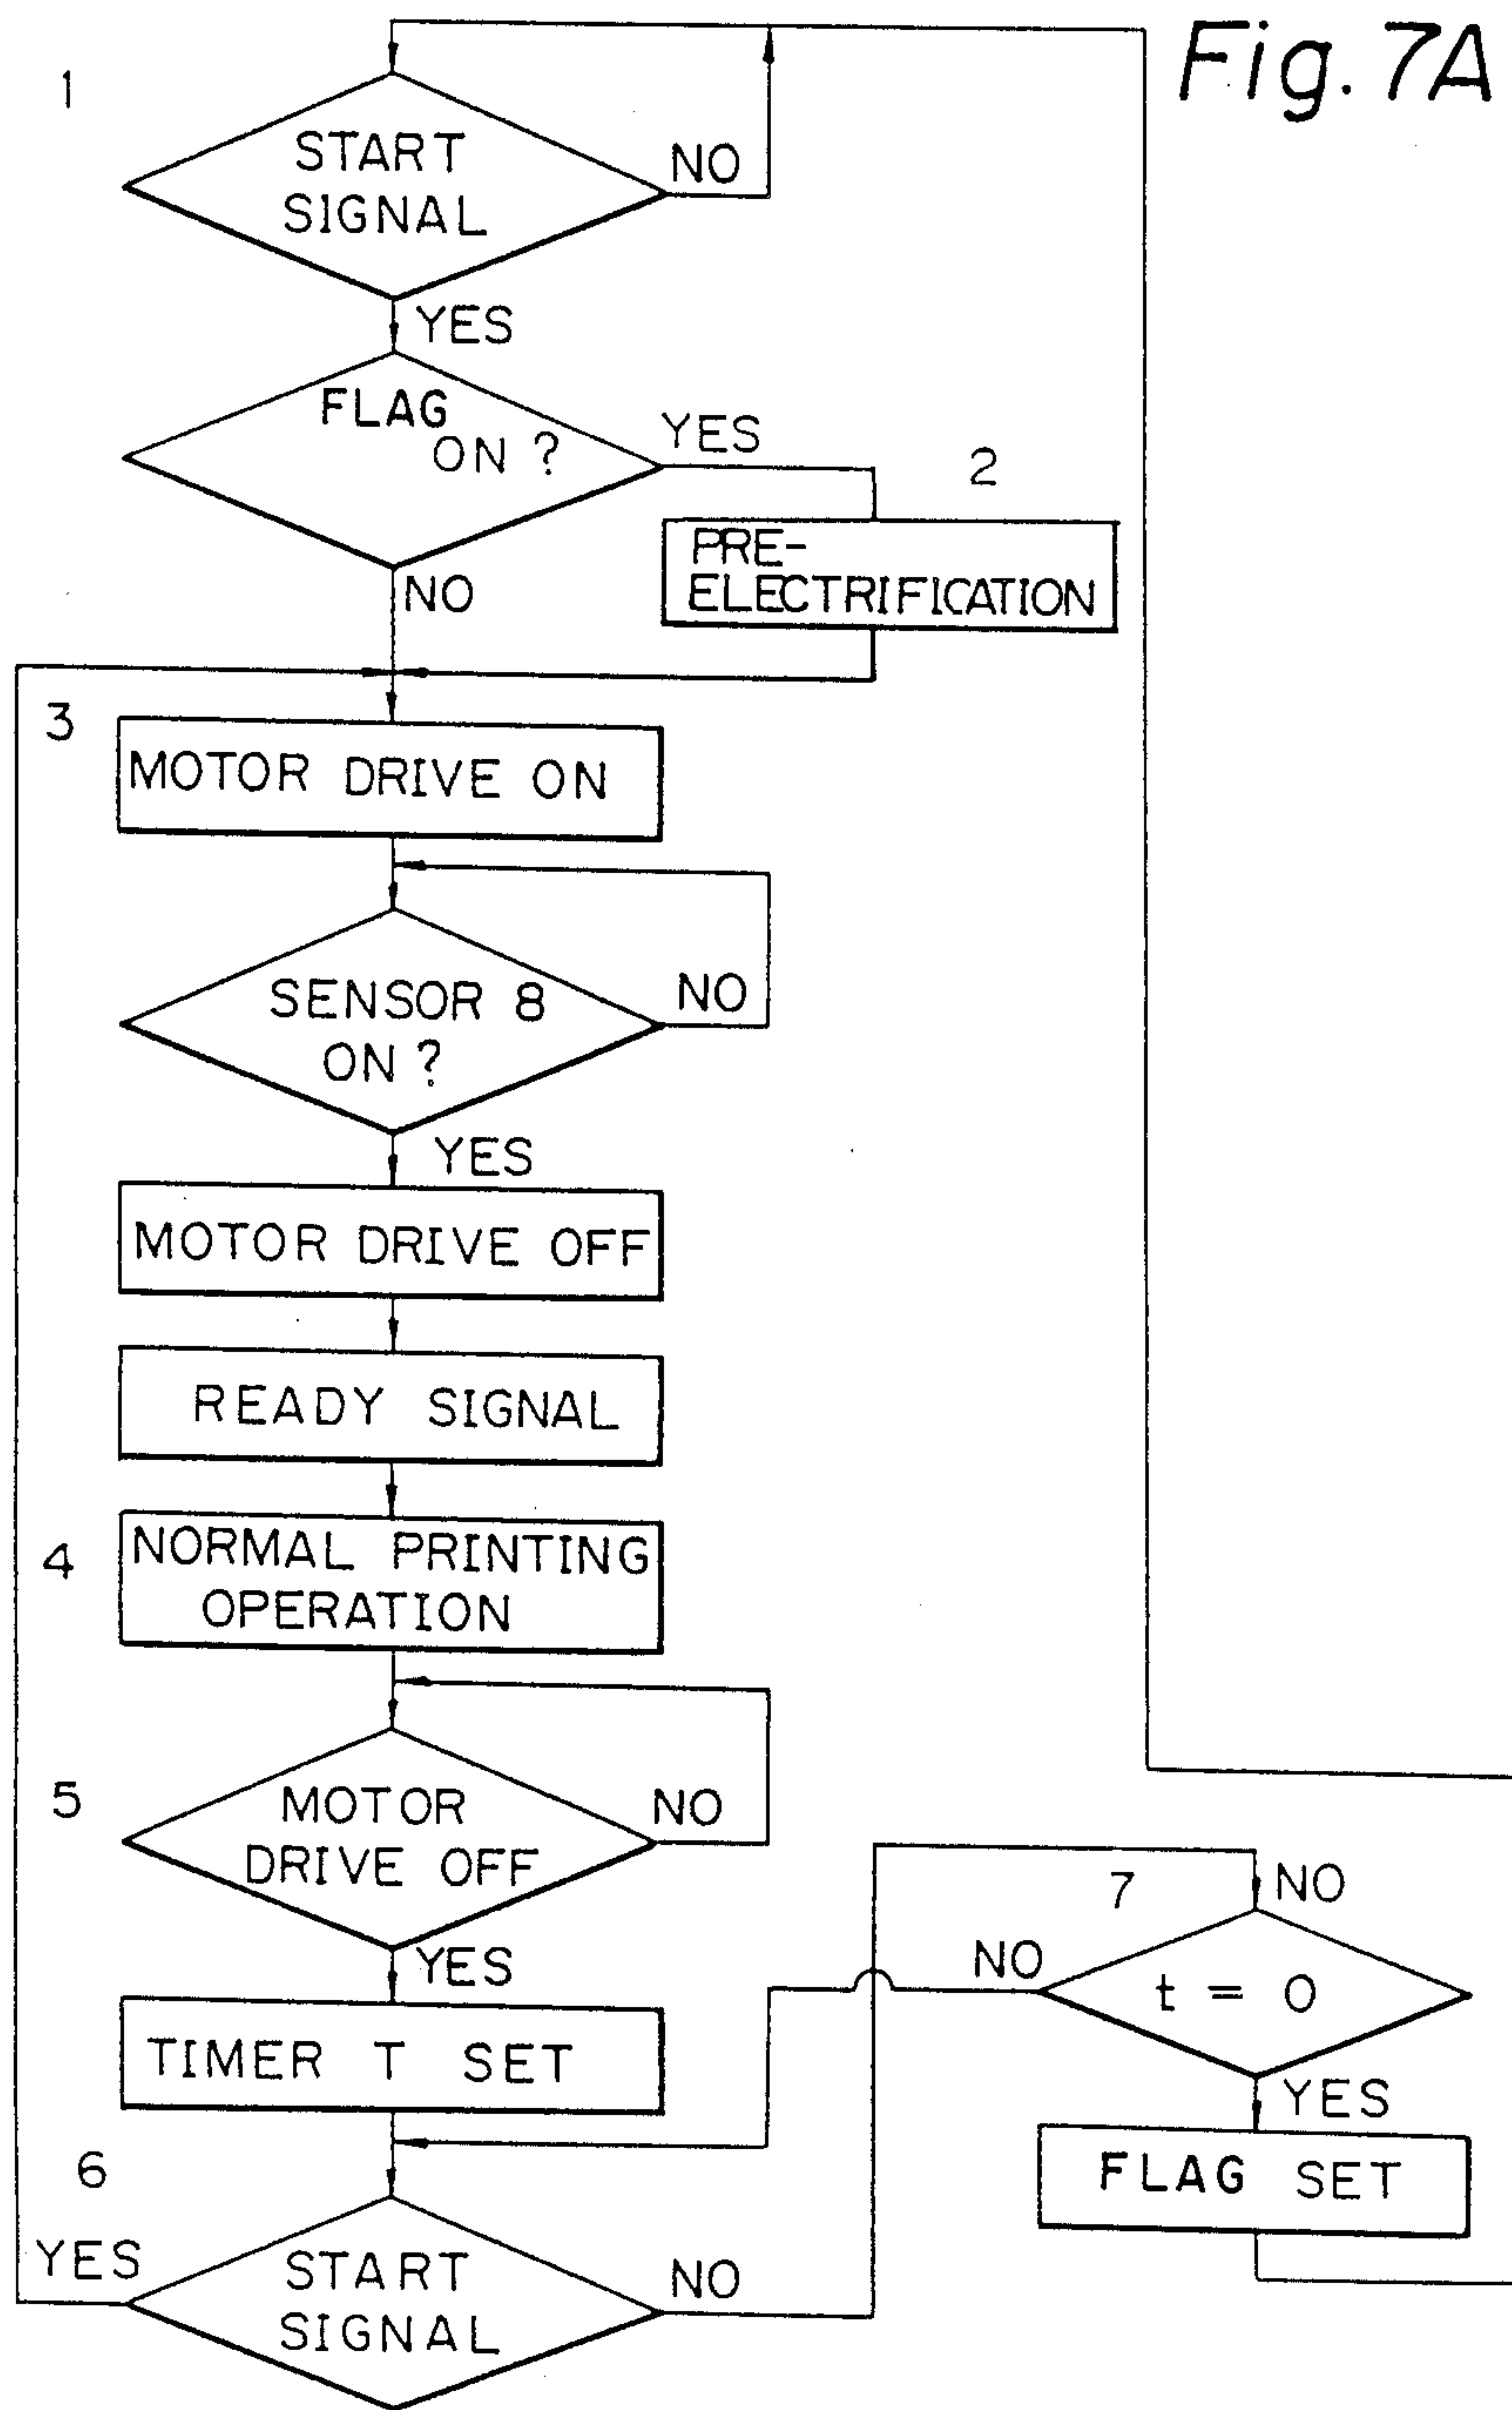 Fig. 7A
1
START
SIGNAL
NO
YES
FLAG
ON ?
YES
2
PRE-
ELECTRIFICATION
NO
3
MOTOR DRIVE ON
SENSOR 8
ON ?
NO
YES
MOTOR DRIVE OFF
READY SIGNAL
4
NORMAL PRINTING
OPERATION
5
MOTOR
DRIVE OFF
NO
YES
TIMER T SET
6
START
SIGNAL
YES
NO
7
NO
NO
t = 0
YES
FLAG SET